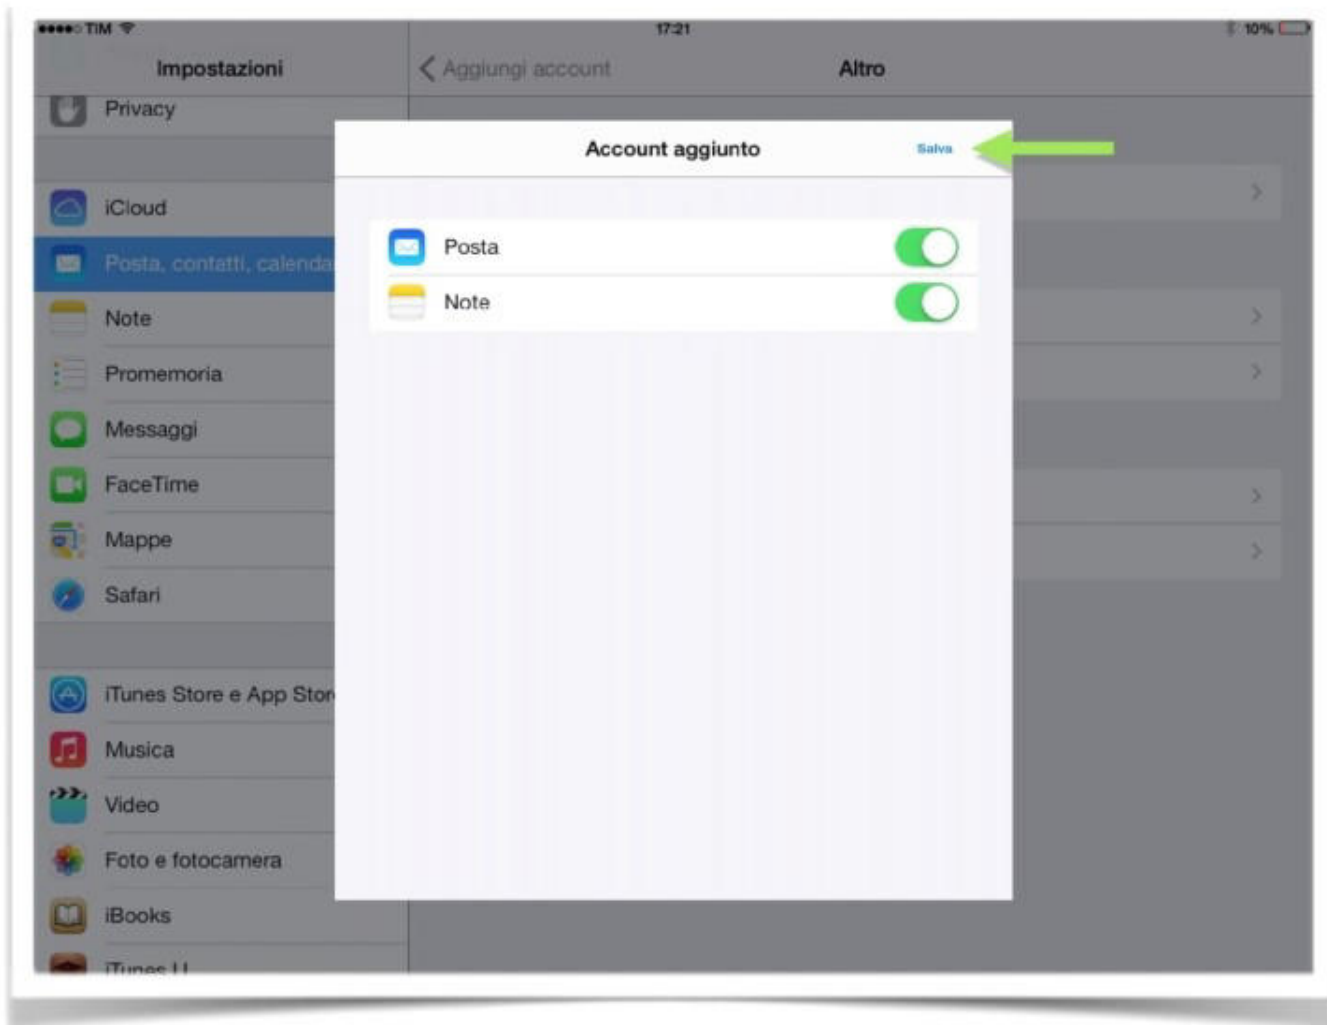 TIM
17:21
10%
Impostazioni
Aggiungi account
Altro
Privacy
Account aggiunto
Salva
iCloud
Posta
Posta, contatti, calenda
Note
Note
Promemoria
Messaggi
FaceTime
Mappe
Safari
iTunes Store e App Stor
Musica
Video
Foto e fotocamera
iBooks
iTunes U